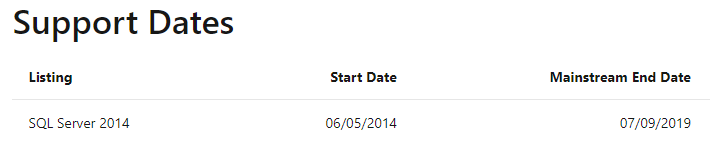 Support Dates
Listing Start Date Mainstream End Date
SQL Server 2014 06/05/2014 07/09/2019